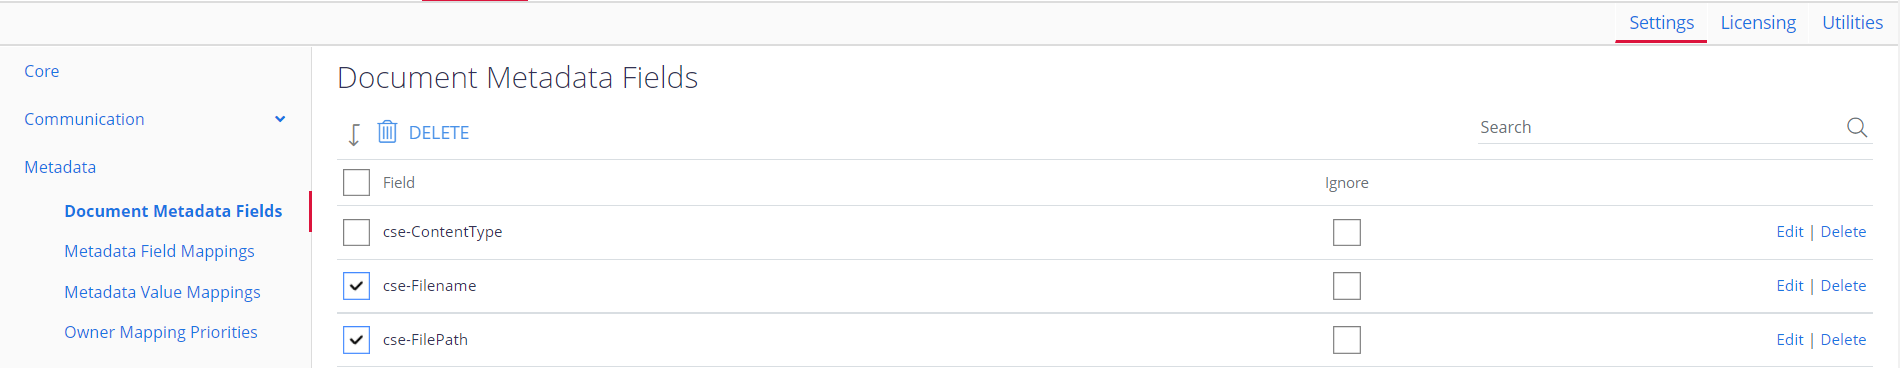 Settings
Licensing
Utilities
Core
Communication
Metadata
Document Metadata Fields
Metadata Field Mappings
Metadata Value Mappings
Owner Mapping Priorities
Document Metadata Fields
DELETE
Search
Field Ignore
cse-ContentType Edit | Delete
cse-Filename Edit | Delete
cse-FilePath Edit | Delete